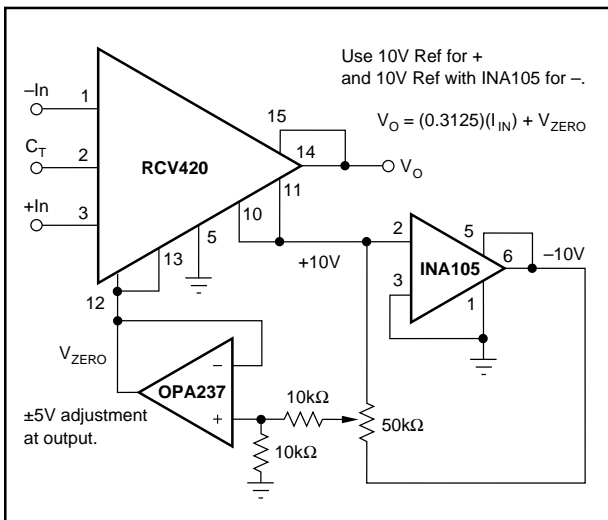 Use 10V Ref for +
and 10V Ref with INA105 for –.
V_O = (0.3125)(I_IN) + V_ZERO
–In
1
C_T
2
+In
3
RCV420
15
14
V_O
11
10
5
13
12
+10V
2
3
INA105
5
6
1
–10V
V_ZERO
–
+
OPA237
±5V adjustment
at output.
10kΩ
10kΩ
50kΩ